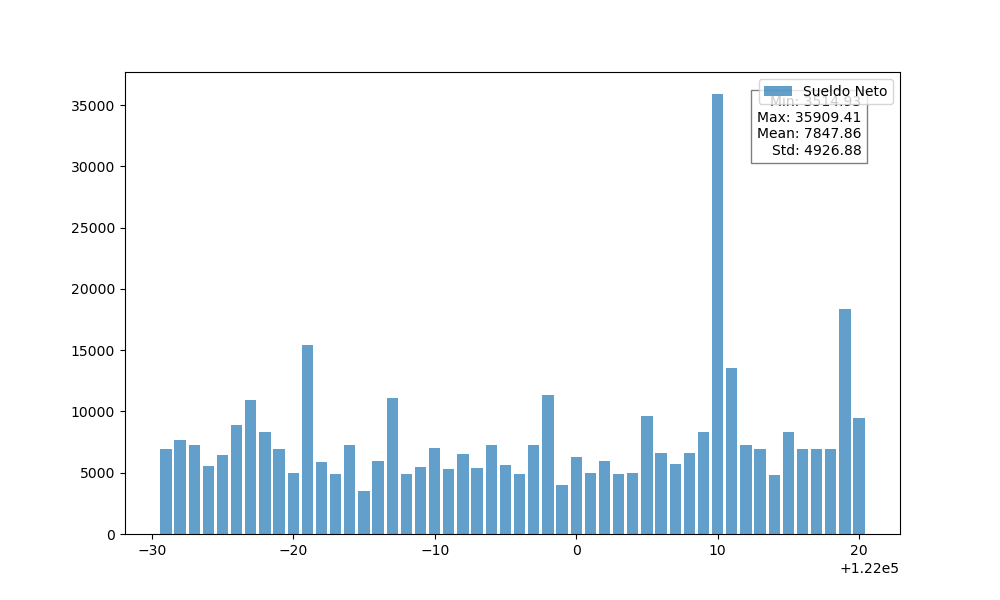 35000
30000
25000
20000
15000
10000
5000
0
Sueldo Neto
Min: 3514.93
Max: 35909.41
Mean: 7847.86
Std: 4926.88
−30 −20 −10 0 10 20
+1.22e5